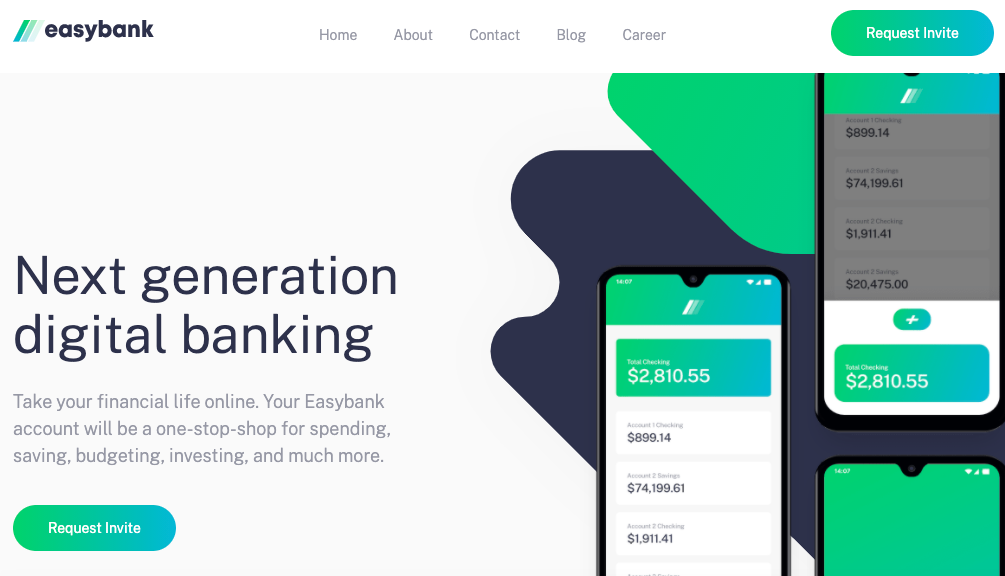 easybank
Home About Contact Blog Career
Request Invite
Next generation
digital banking
Take your financial life online. Your Easybank
account will be a one-stop-shop for spending,
saving, budgeting, investing, and much more.
Request Invite
14:07
Total Checking
$2,810.55
Account 1 Checking
$899.14
Account 2 Savings
$74,199.61
Account 2 Checking
$1,911.41
Account 1 Checking
$899.14
Account 2 Savings
$74,199.61
Account 2 Checking
$1,911.41
Account 2 Savings
$20,475.00
Total Checking
$2,810.55
14:07